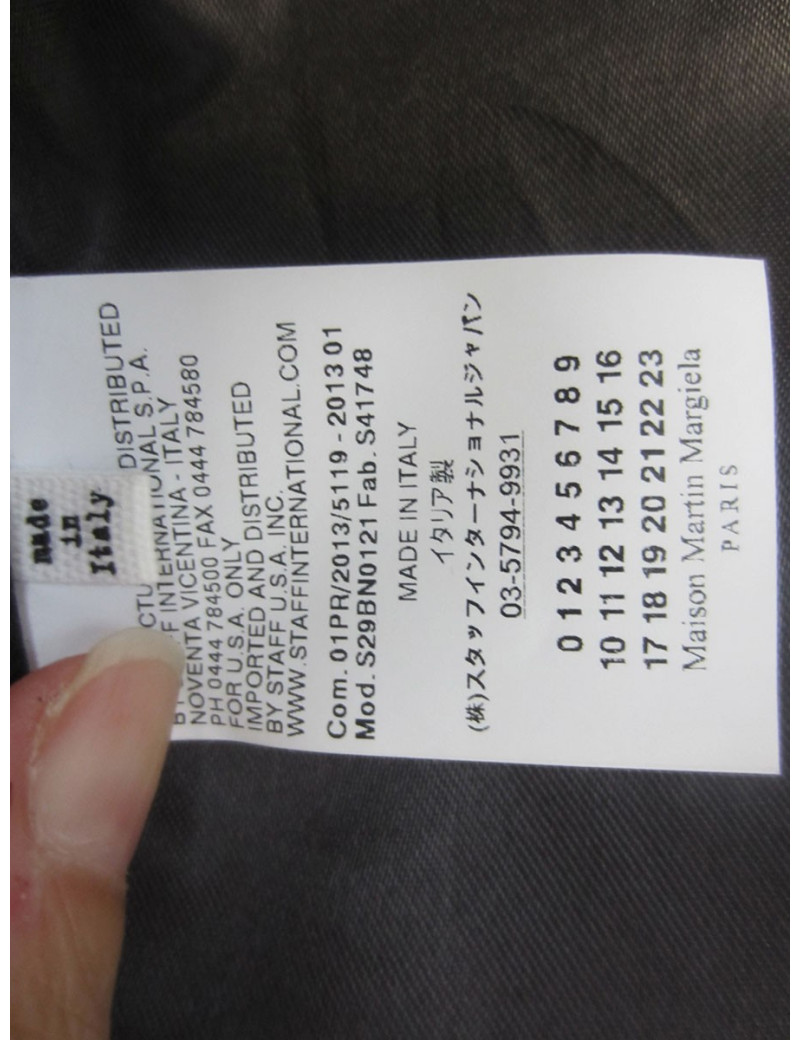 made
in
Italy
DISTRIBUTED
INTERNATIONAL S.P.A.
NOVENTA VICENTINA - ITALY
PH 0444 784500 FAX 0444 784580
FOR U.S.A. ONLY
IMPORTED AND DISTRIBUTED
BY STAFF U.S.A. INC.
WWW.STAFFINTERNATIONAL.COM
Com. 01PR/2013/5119 - 2013 01
Mod. S29BN0121 Fab. S41748
MADE IN ITALY
イタリア製
(株)スタッフインターナショナルジャパン
03-5794-9931
0 1 2 3 4 5 6 7 8 9
10 11 12 13 14 15 16
17 18 19 20 21 22 23
Maison Martin Margiela
PARIS